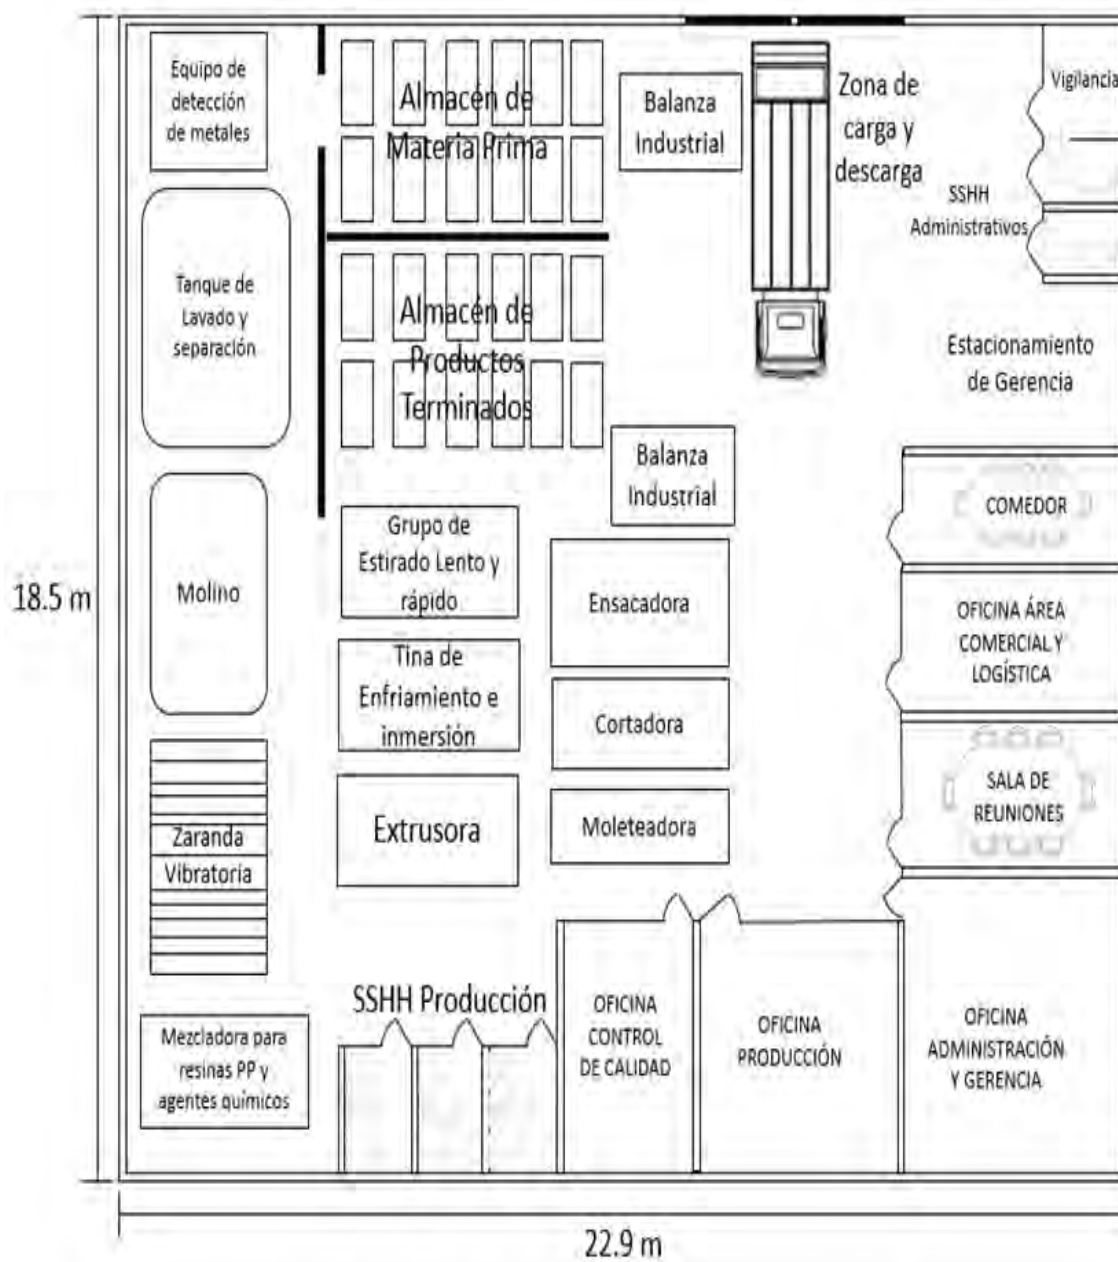 Equipo de
detección
de metales
Almacén de
Materia Prima
Balanza
Industrial
Zona de
carga y
descarga
Vigilancia
SSHH
Administrativos
Tanque de
Lavado y
separación
Almacén de
Productos
Terminados
Estacionamiento
de Gerencia
Balanza
Industrial
COMEDOR
Grupo de
Estirado Lento y
rápido
18.5 m
Molino
Ensacadora
OFICINA ÁREA
COMERCIAL Y
LOGÍSTICA
Tina de
Enfriamiento e
inmersión
Cortadora
SALA DE
REUNIONES
Extrusora
Moleteadora
Zaranda
Vibratoria
SSHH Producción
OFICINA
CONTROL
DE CALIDAD
OFICINA
PRODUCCIÓN
OFICINA
ADMINISTRACIÓN
Y GERENCIA
Mezcladora para
resinas PP y
agentes químicos
22.9 m